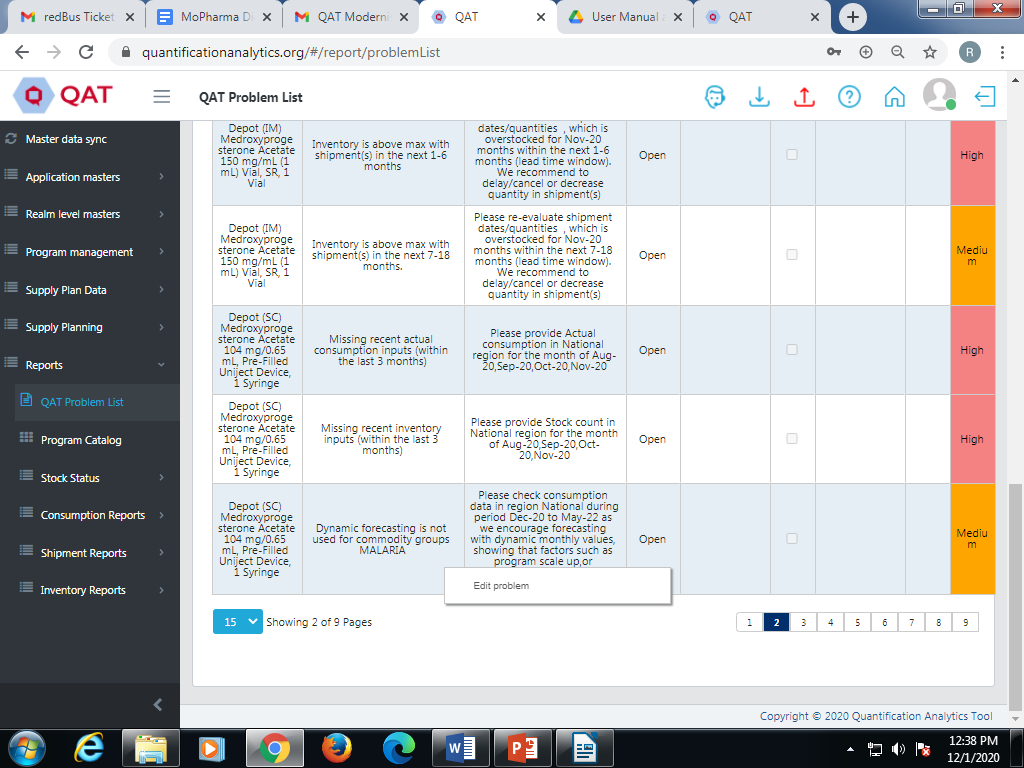 redBus Ticket
MoPharma Di
QAT Moderni
QAT
User Manual
QAT
quantificationanalytics.org/#/report/problemList
R
QAT
QAT Problem List
Master data sync
Application masters
Realm level masters
Program management
Supply Plan Data
Supply Planning
Reports
QAT Problem List
Program Catalog
Stock Status
Consumption Reports
Shipment Reports
Inventory Reports
Depot (IM)
Medroxyproge
sterone Acetate
150 mg/mL (1
mL) Vial, SR, 1
Vial
Inventory is above max with
shipment(s) in the next 1-6
months
dates/quantities , which is
overstocked for Nov-20
months within the next 1-6
months (lead time window).
We recommend to
delay/cancel or decrease
quantity in shipment(s)
Open
High
Depot (IM)
Medroxyproge
sterone Acetate
150 mg/mL (1
mL) Vial, SR, 1
Vial
Inventory is above max with
shipment(s) in the next 7-18
months.
Please re-evaluate shipment
dates/quantities , which is
overstocked for Nov-20
months within the next 7-18
months (lead time window).
We recommend to
delay/cancel or decrease
quantity in shipment(s)
Open
Mediu
m
Depot (SC)
Medroxyproge
sterone Acetate
104 mg/0.65
mL, Pre-Filled
Uniject Device,
1 Syringe
Missing recent actual
consumption inputs (within
the last 3 months)
Please provide Actual
consumption in National
region for the month of Aug-
20,Sep-20,Oct-20,Nov-20
Open
High
Depot (SC)
Medroxyproge
sterone Acetate
104 mg/0.65
mL, Pre-Filled
Uniject Device,
1 Syringe
Missing recent inventory
inputs (within the last 3
months)
Please provide Stock count in
National region for the month
of Aug-20,Sep-20,Oct-
20,Nov-20
Open
High
Depot (SC)
Medroxyproge
sterone Acetate
104 mg/0.65
mL, Pre-Filled
Uniject Device,
1 Syringe
Dynamic forecasting is not
used for commodity groups
MALARIA
Please check consumption
data in region National during
period Dec-20 to May-22 as
we encourage forecasting
with dynamic monthly values,
showing that factors such as
program scale up,or
Open
Mediu
m
Edit problem
15
Showing 2 of 9 Pages
1 2 3 4 5 6 7 8 9
Copyright © 2020 Quantification Analytics Tool
12:38 PM
12/1/2020